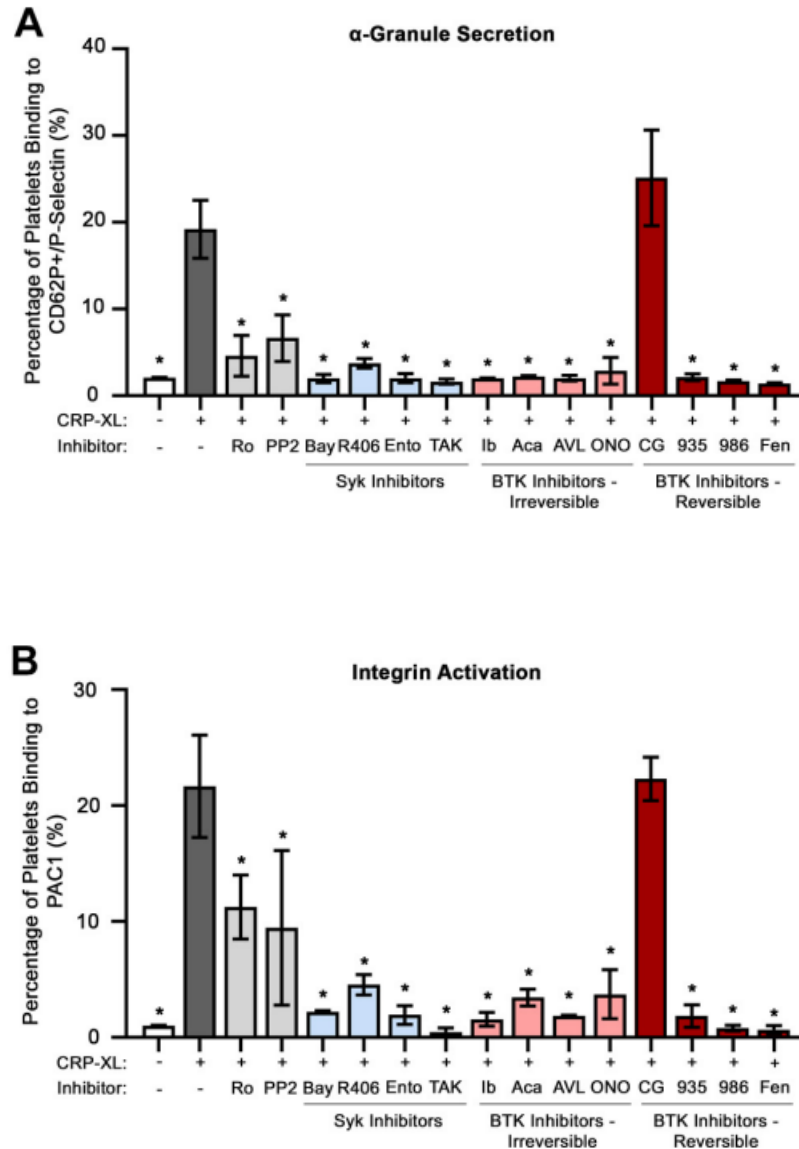 A
α-Granule Secretion
Percentage of Platelets Binding to
CD62P+/P-Selectin (%)
40
30
20
10
0
* * * * * * * * * * * * * *
CRP-XL: - + + + + + + + + + + + + + +
Inhibitor: - - Ro PP2 Bay R406 Ento TAK Ib Aca AVL ONO CG 935 986 Fen
Syk Inhibitors
BTK Inhibitors -
Irreversible
BTK Inhibitors -
Reversible
B
Integrin Activation
Percentage of Platelets Binding to
PAC1 (%)
30
20
10
0
* * * * * * * * * * * * * *
CRP-XL: - + + + + + + + + + + + + + + +
Inhibitor: - - Ro PP2 Bay R406 Ento TAK Ib Aca AVL ONO CG 935 986 Fen
Syk Inhibitors
BTK Inhibitors -
Irreversible
BTK Inhibitors -
Reversible